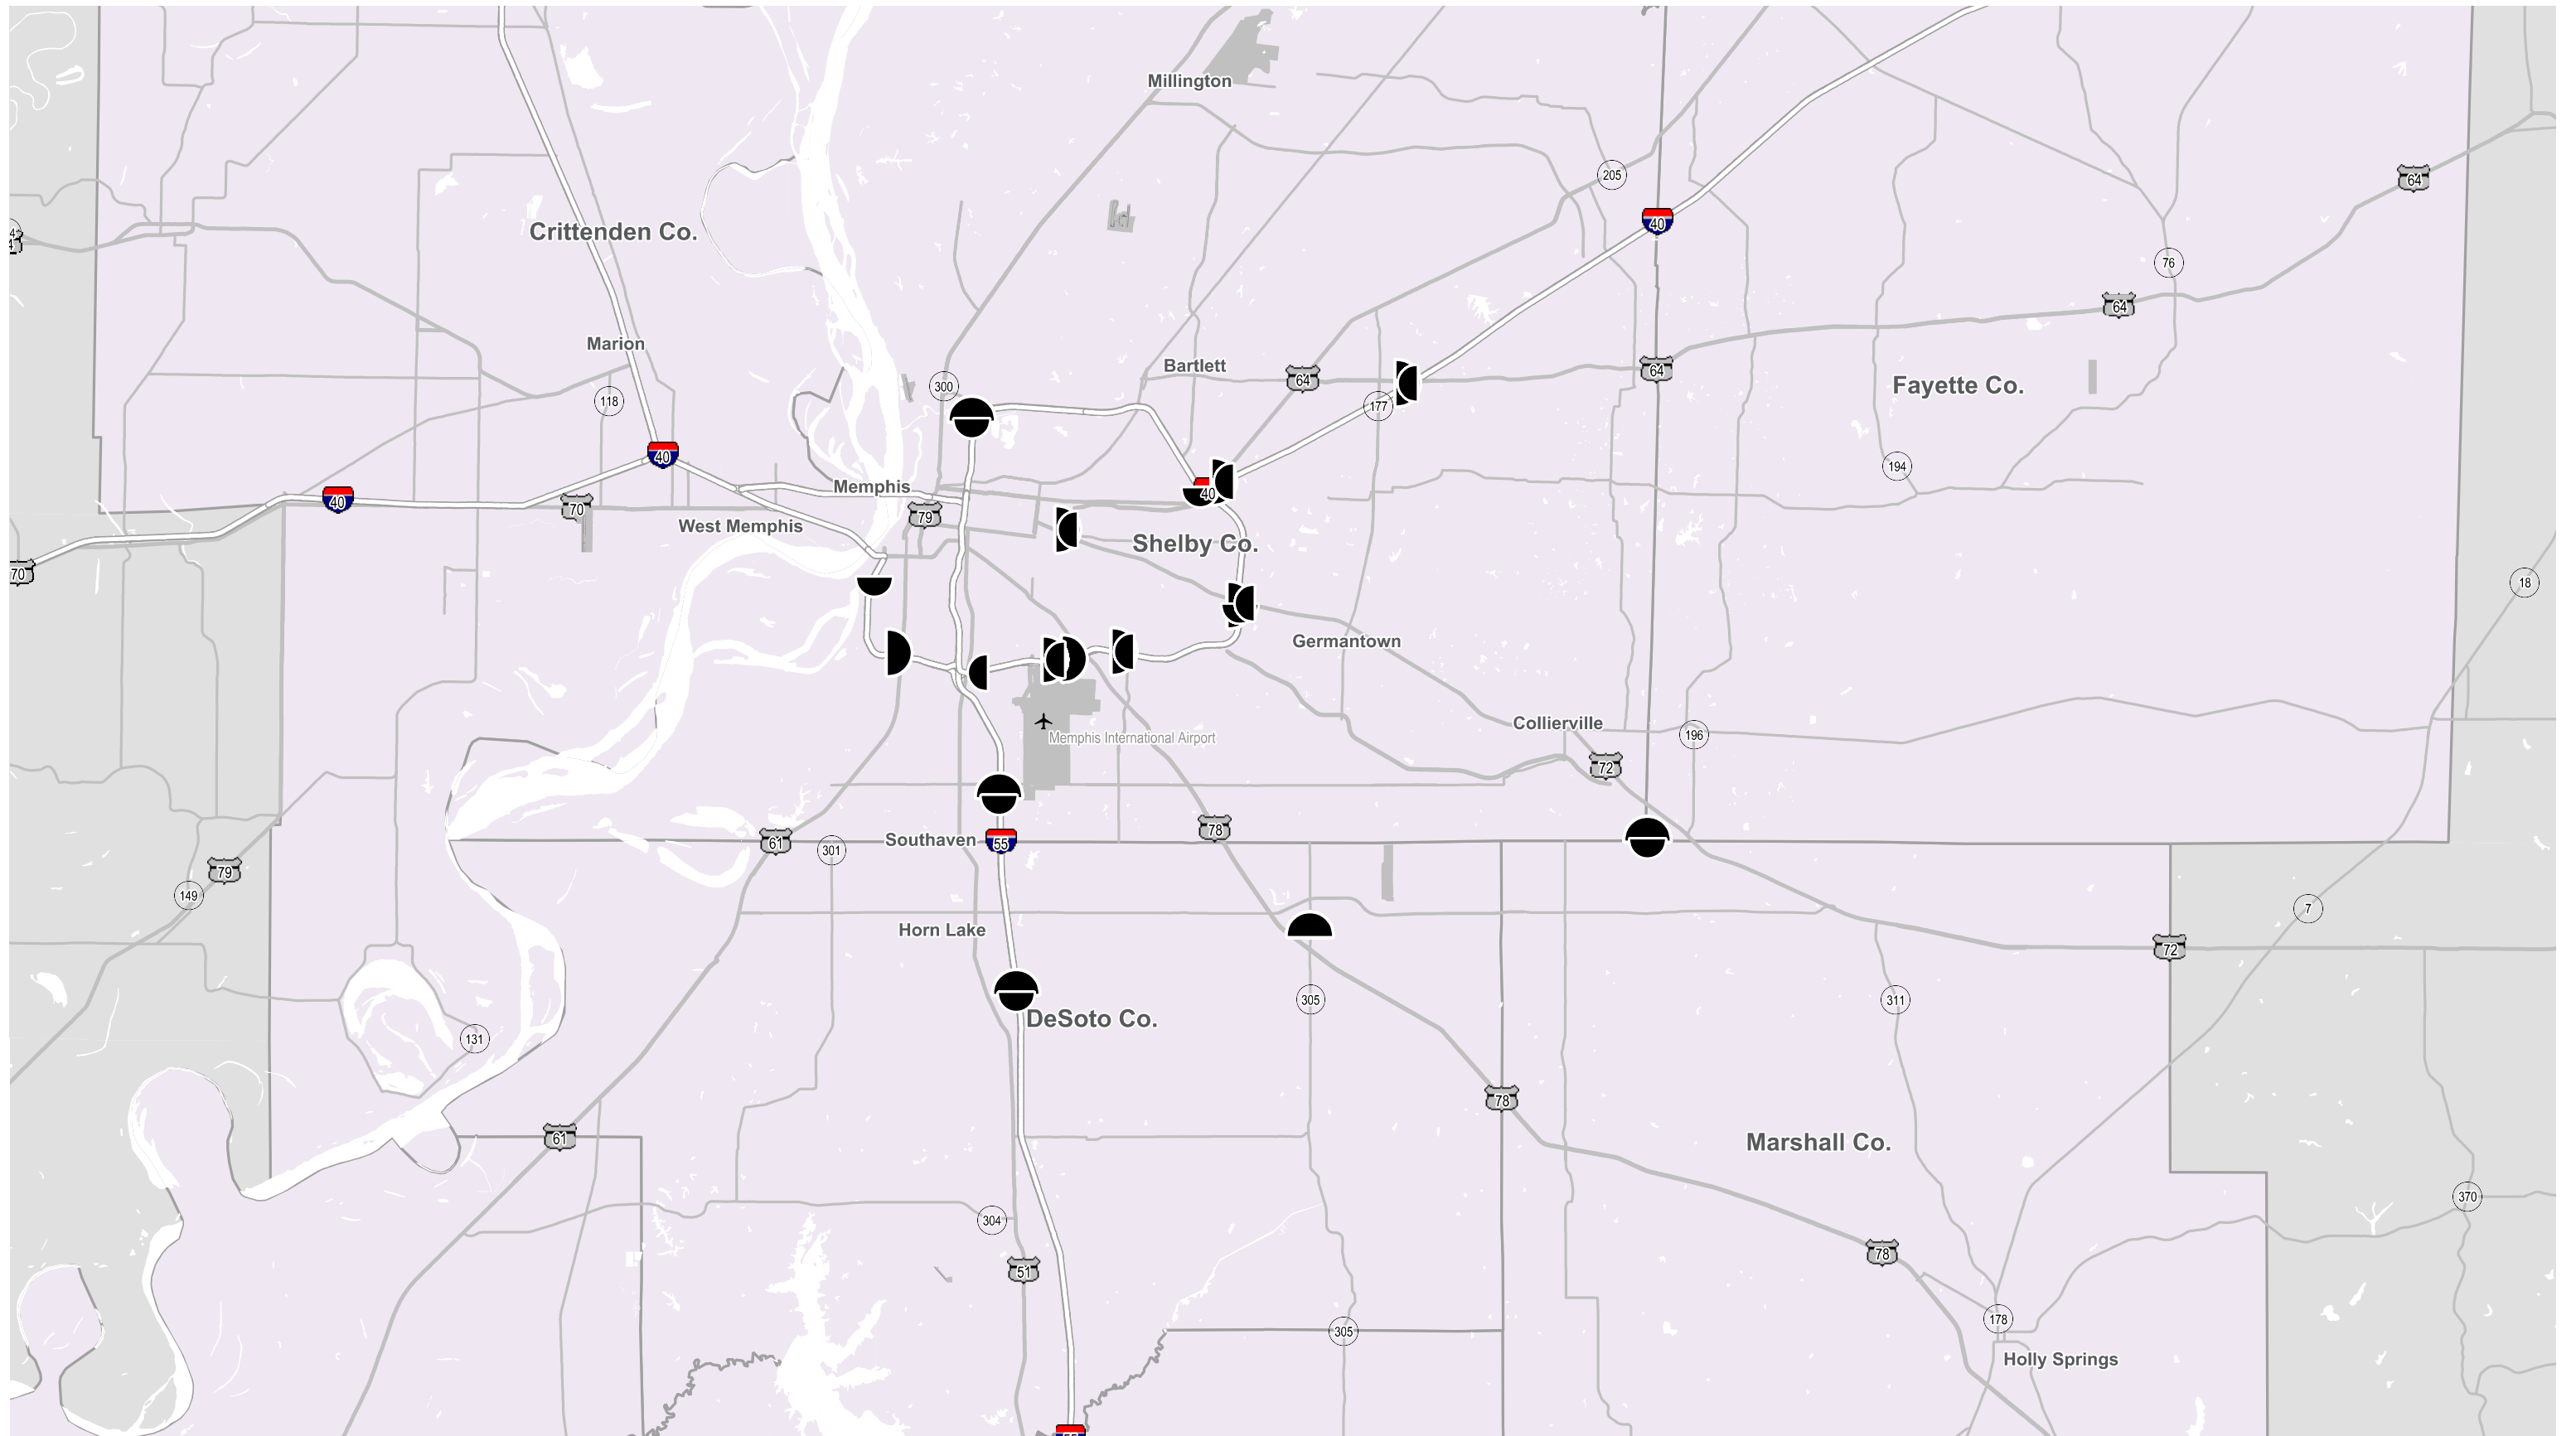 Millington
205
64
40
Crittenden Co.
76
64
Marion
Bartlett
64
64
300
Fayette Co.
118
177
40
194
40
Memphis
40
70
79
West Memphis
Shelby Co.
70
18
Germantown
Collierville
196
Memphis International Airport
72
78
Southaven
61
55
301
79
149
7
Horn Lake
72
305
311
DeSoto Co.
131
78
61
Marshall Co.
370
304
78
51
178
305
Holly Springs